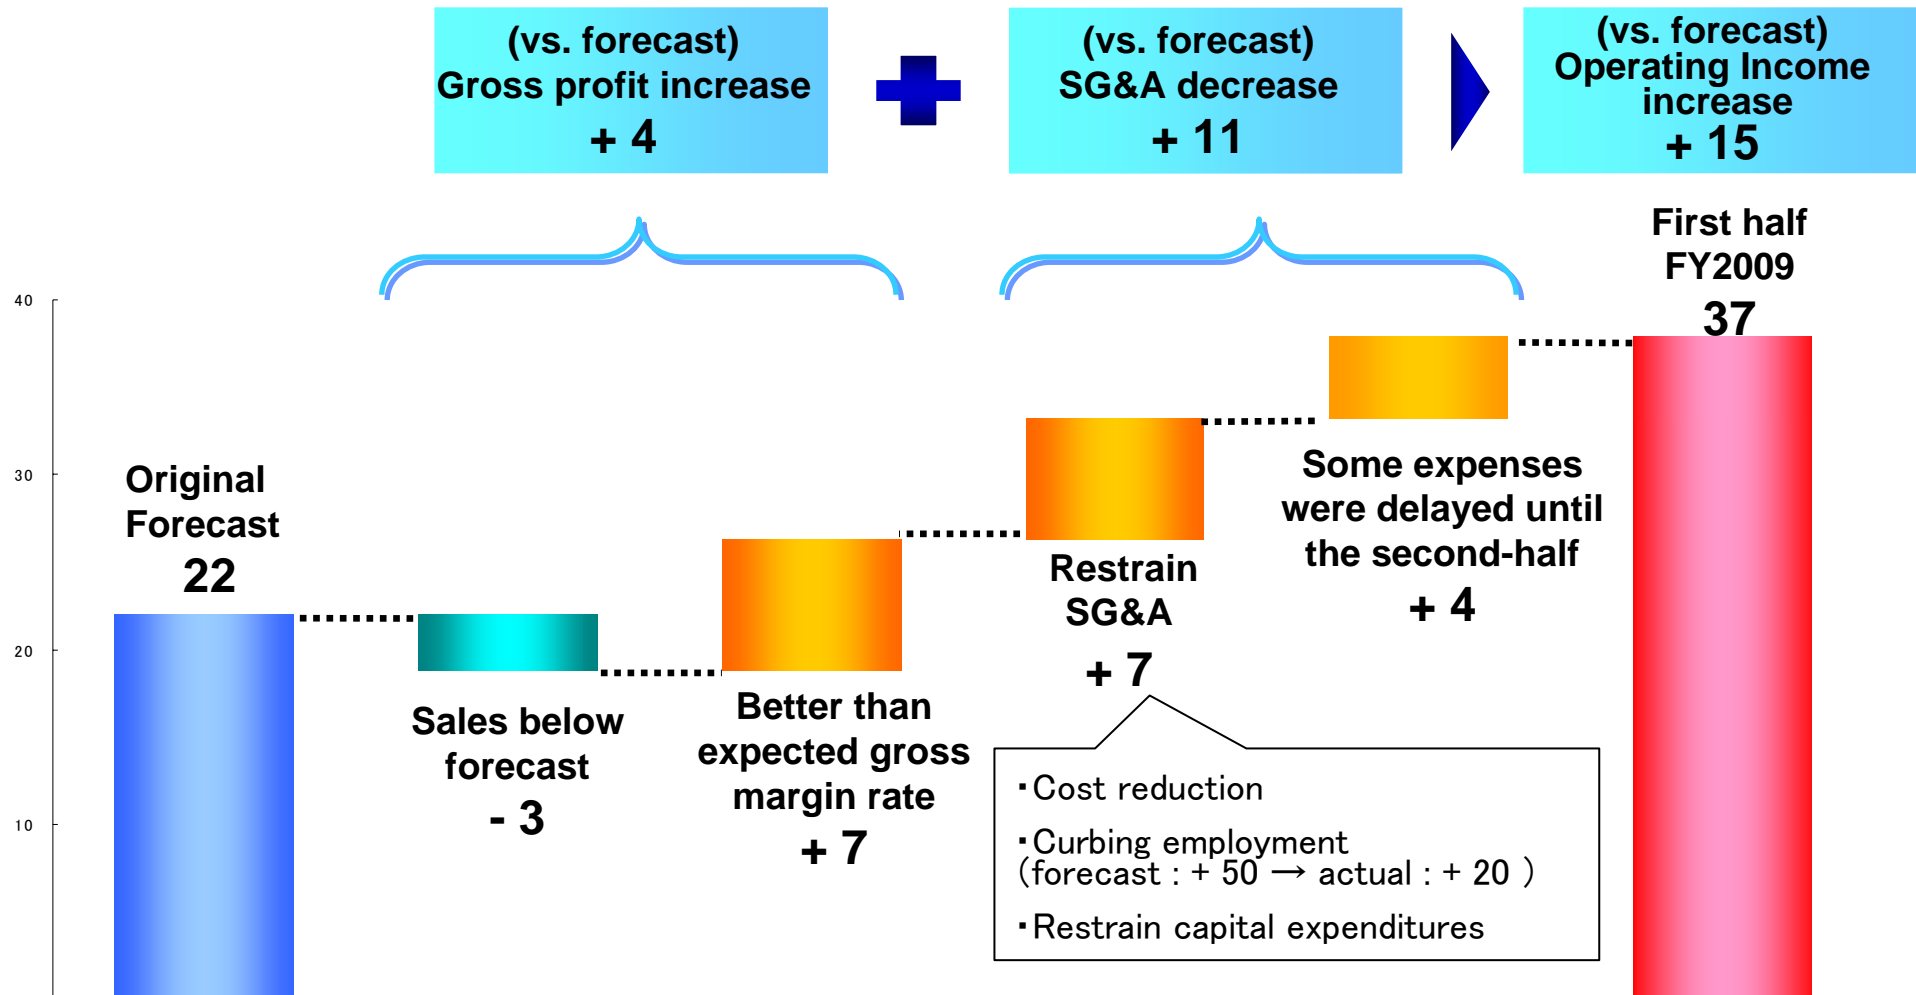 (vs. forecast)
Gross profit increase
+ 4
(vs. forecast)
SG&A decrease
+ 11
(vs. forecast)
Operating Income
increase
+ 15
First half
FY2009
37
40
30
20
10
Original
Forecast
22
Sales below
forecast
- 3
Better than
expected gross
margin rate
+ 7
Restrain
SG&A
+ 7
Some expenses
were delayed until
the second-half
+ 4
・Cost reduction
・Curbing employment
(forecast : + 50 → actual : + 20 )
・Restrain capital expenditures